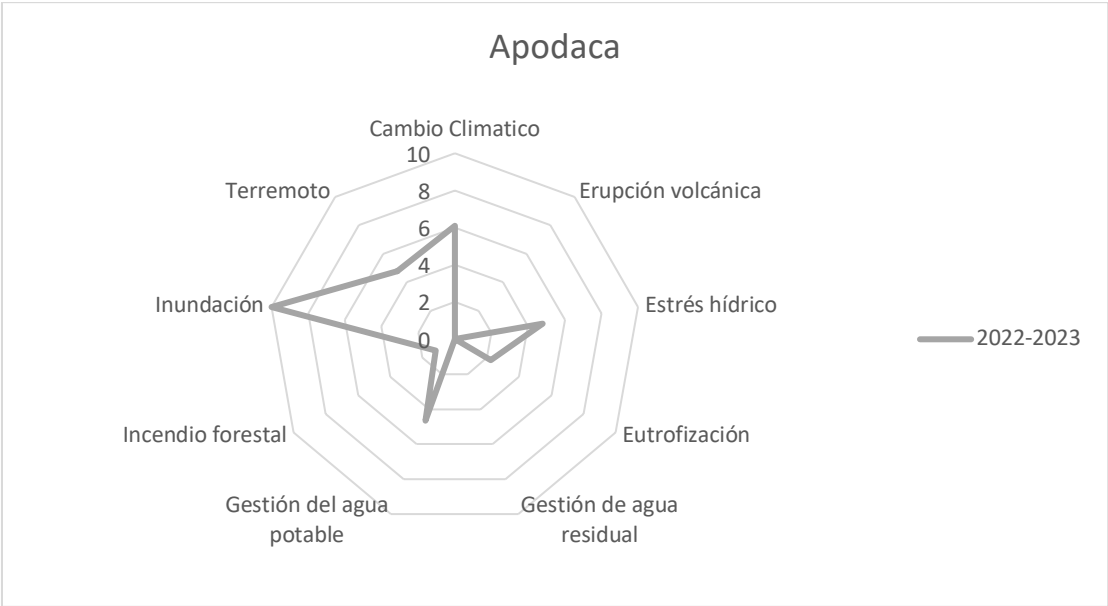 Apodaca
Cambio Climatico
10
8
6
4
2
0
Erupción volcánica
Estrés hídrico
Eutrofización
Gestión de agua
residual
Gestión del agua
potable
Incendio forestal
Inundación
Terremoto
2022-2023